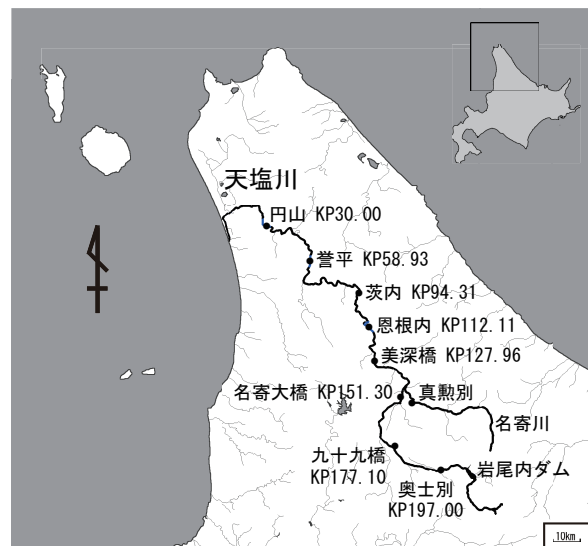 天塩川
円山 KP30.00
誉平 KP58.93
茨内 KP94.31
恩根内 KP112.11
美深橋 KP127.96
名寄大橋 KP151.30
真勲別
名寄川
九十九橋
KP177.10
岩尾内ダム
奥士別
KP197.00
10km